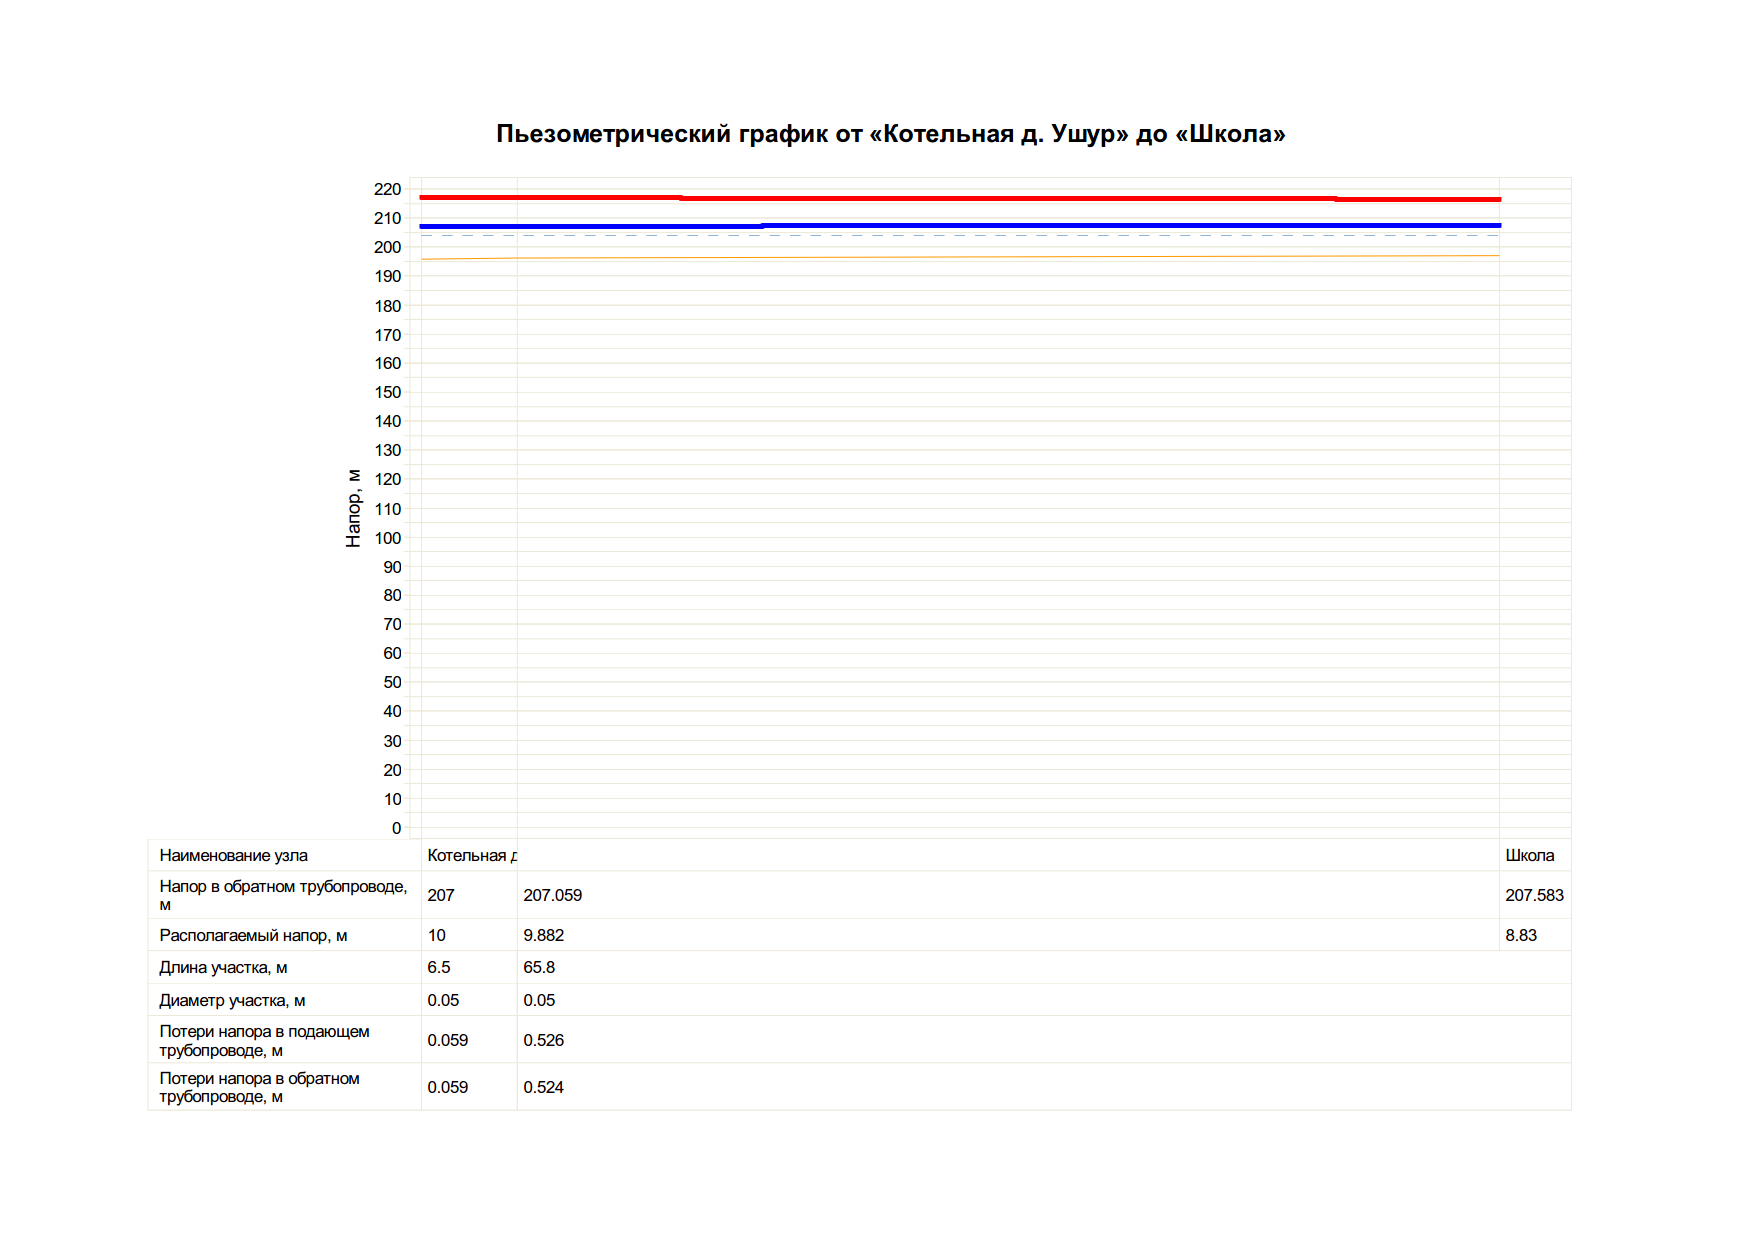 Пьезометрический график от «Котельная д. Ушур» до «Школа»
220
210
200
190
180
170
160
150
140
130
120
110
100
90
80
70
60
50
40
30
20
10
0
Напор, м
Наименование узла Котельная д Школа
Напор в обратном трубопроводе,
м
207 207.059 207.583
Располагаемый напор, м 10 9.882 8.83
Длина участка, м 6.5 65.8
Диаметр участка, м 0.05 0.05
Потери напора в подающем
трубопроводе, м
0.059 0.526
Потери напора в обратном
трубопроводе, м
0.059 0.524